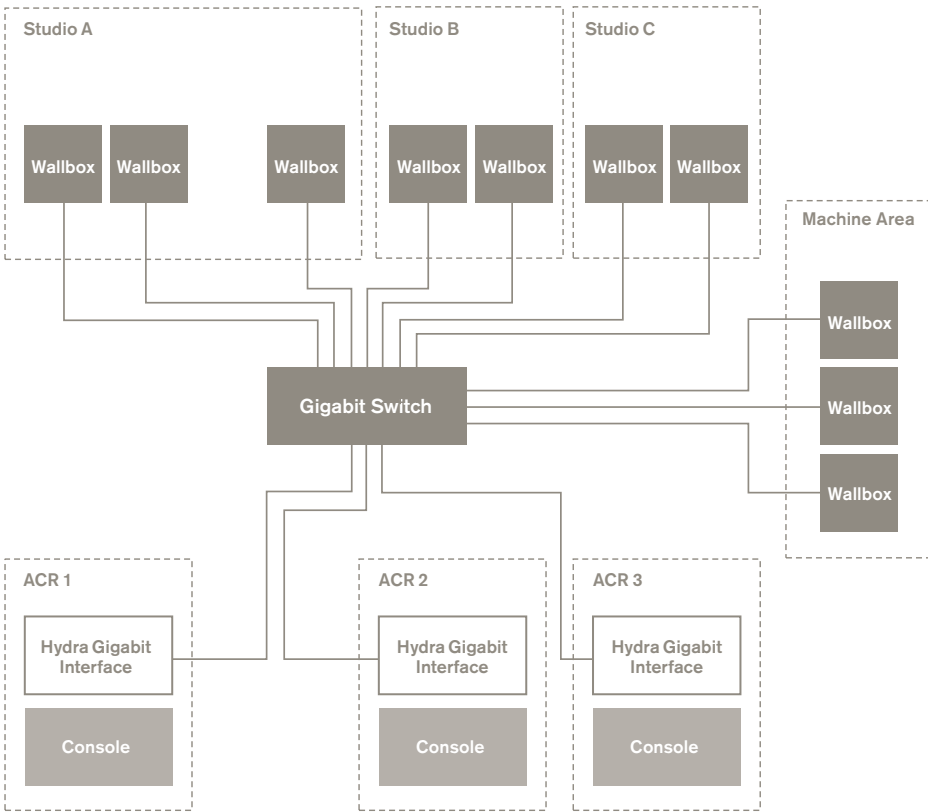 Studio A
Studio B
Studio C
Wallbox
Wallbox
Wallbox
Wallbox
Wallbox
Wallbox
Wallbox
Machine Area
Wallbox
Wallbox
Wallbox
Gigabit Switch
ACR 1
ACR 2
ACR 3
Hydra Gigabit
Interface
Hydra Gigabit
Interface
Hydra Gigabit
Interface
Console
Console
Console